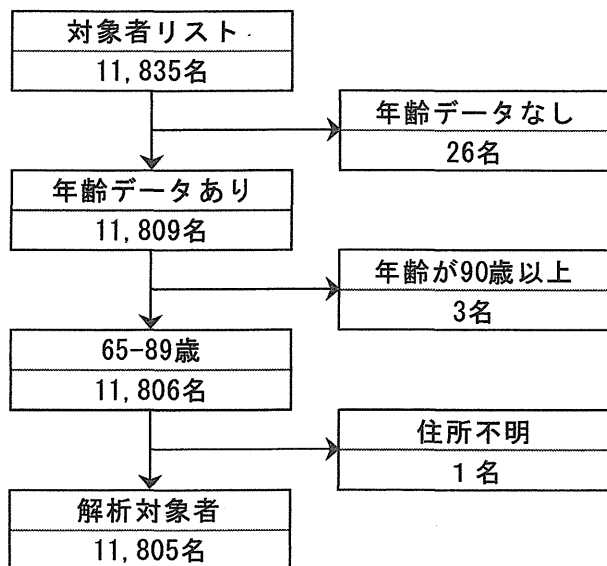 対象者リスト
11,835名
年齢データなし
26名
年齢データあり
11,809名
年齢が90歳以上
3名
65-89歳
11,806名
住所不明
1名
解析対象者
11,805名